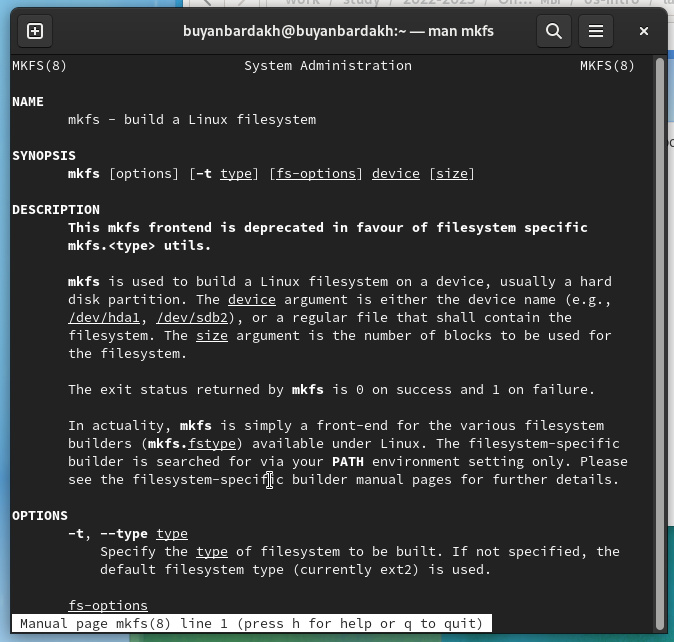 work / study / 2022-2023 /
buyanbardakh@buyanbardakh:~ — man mkfs
MKFS(8) System Administration MKFS(8)
NAME
mkfs - build a Linux filesystem
SYNOPSIS
mkfs [options] [-t type] [fs-options] device [size]
DESCRIPTION
This mkfs frontend is deprecated in favour of filesystem specific
mkfs.<type> utils.
mkfs is used to build a Linux filesystem on a device, usually a hard
disk partition. The device argument is either the device name (e.g.,
/dev/hda1, /dev/sdb2), or a regular file that shall contain the
filesystem. The size argument is the number of blocks to be used for
the filesystem.
The exit status returned by mkfs is 0 on success and 1 on failure.
In actuality, mkfs is simply a front-end for the various filesystem
builders (mkfs.fstype) available under Linux. The filesystem-specific
builder is searched for via your PATH environment setting only. Please
see the filesystem-specific builder manual pages for further details.
OPTIONS
-t, --type type
Specify the type of filesystem to be built. If not specified, the
default filesystem type (currently ext2) is used.
fs-options
Manual page mkfs(8) line 1 (press h for help or q to quit)